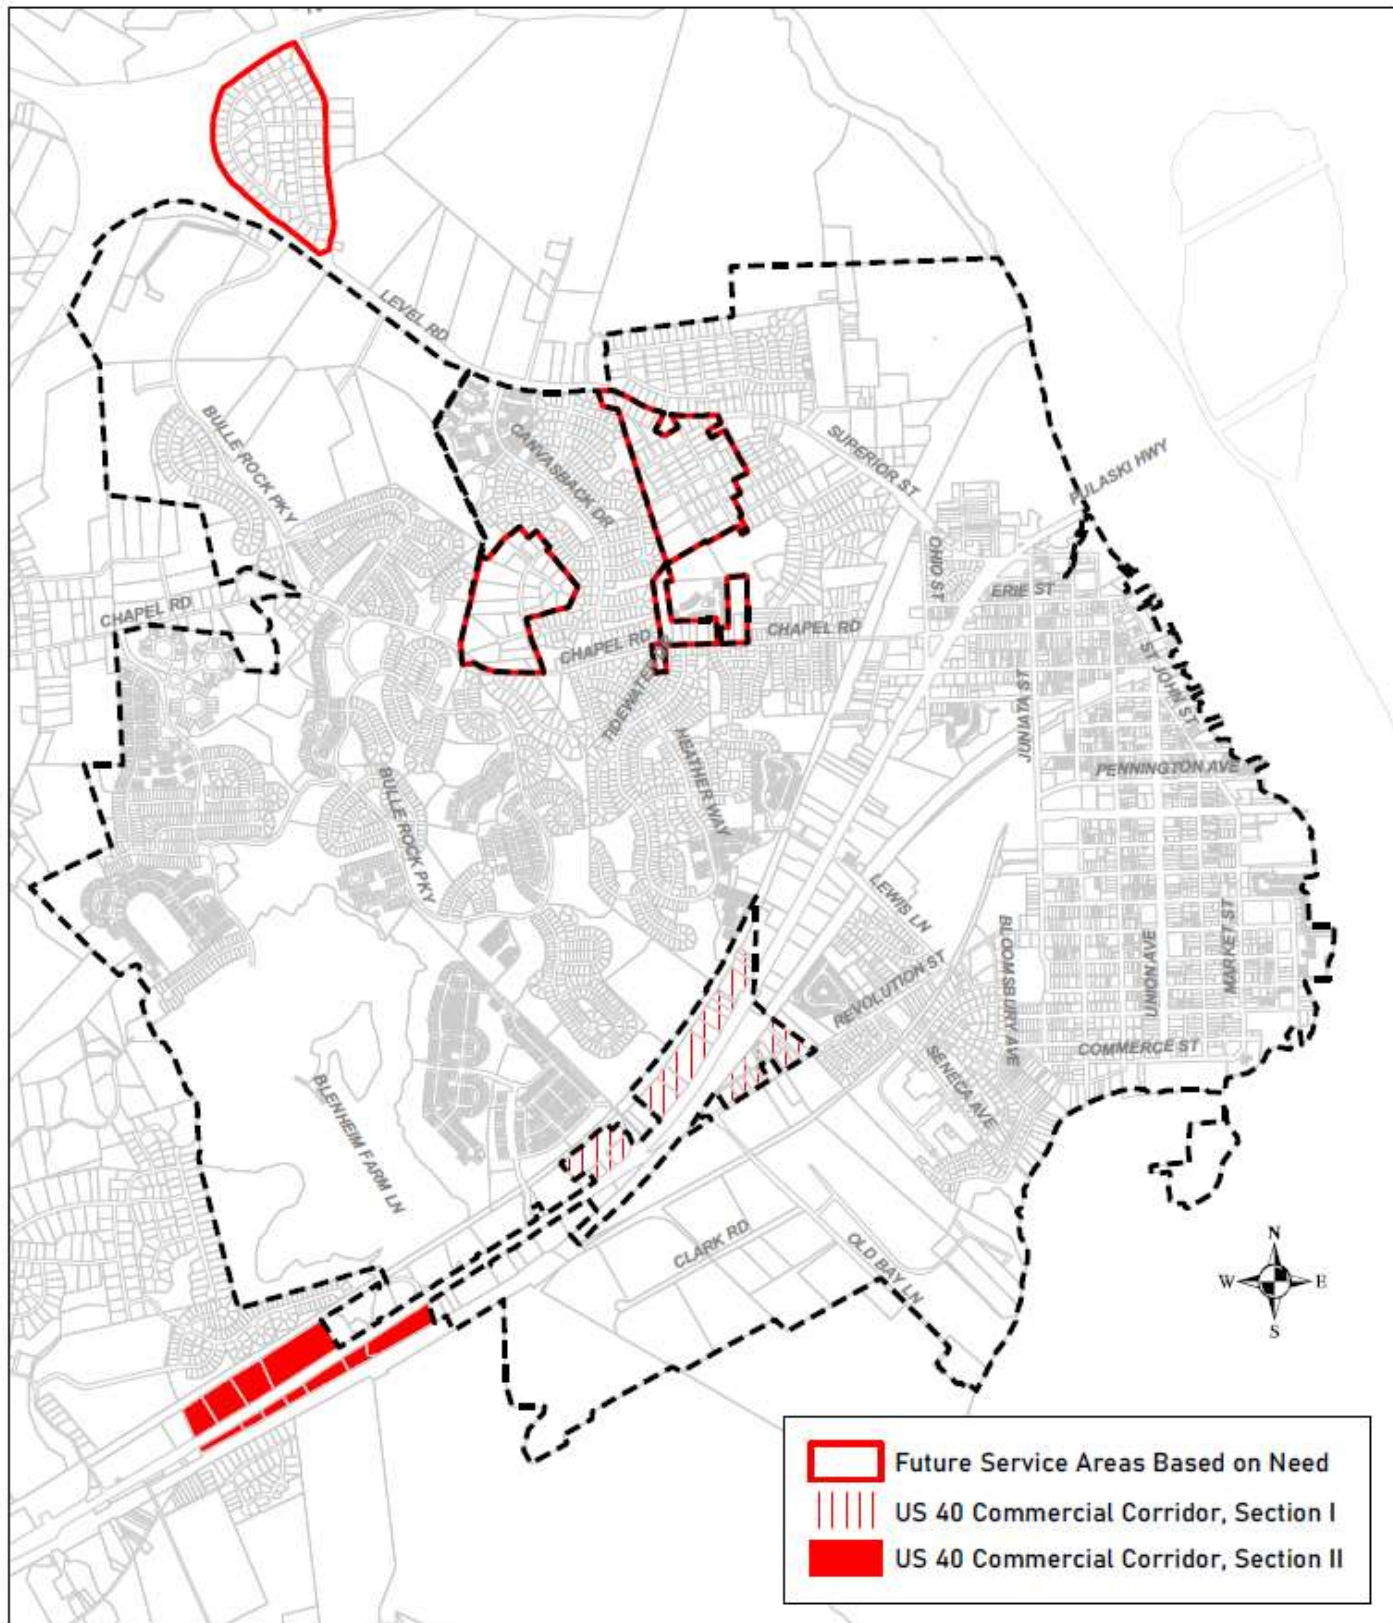 LEVEL RD
BULLE ROCK PKY
CANVASBACK DR
SUPERIOR ST
PULASKI HWY
OHIO ST
ERIE ST
CHAPEL RD
CHAPEL RD
CHAPEL RD
TIDEWATER
ST JOHN ST
JUNIATA ST
HEATHER WAY
PENNINGTON AVE
BULLE ROCK PKY
LEWIS LN
BLOOMSBURY AVE
UNION AVE
MARKET ST
REVOLUTION ST
COMMERCE ST
SENECA AVE
BLENHEIM FARM LN
CLARK RD
OLD BAY LN
N
W E
S
Future Service Areas Based on Need
US 40 Commercial Corridor, Section I
US 40 Commercial Corridor, Section II